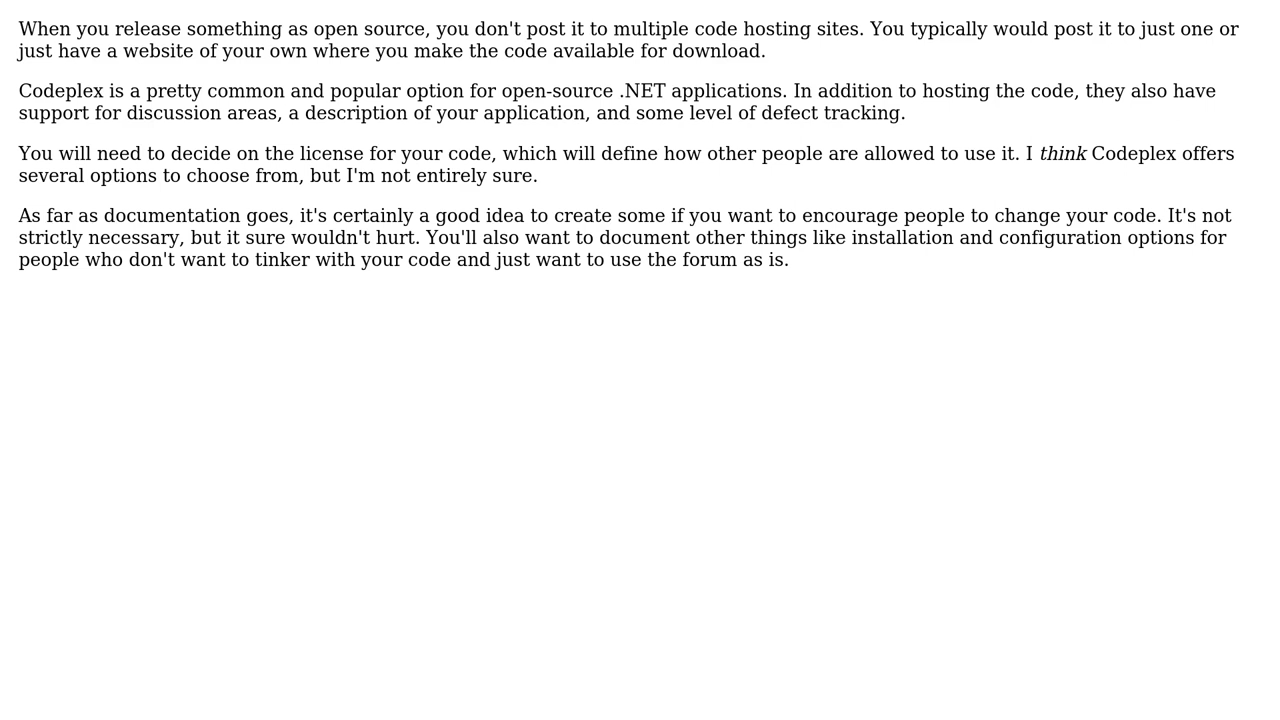 When you release something as open source, you don't post it to multiple code hosting sites. You typically would post it to just one or
just have a website of your own where you make the code available for download.
Codeplex is a pretty common and popular option for open-source .NET applications. In addition to hosting the code, they also have
support for discussion areas, a description of your application, and some level of defect tracking.
You will need to decide on the license for your code, which will define how other people are allowed to use it. I think Codeplex offers
several options to choose from, but I'm not entirely sure.
As far as documentation goes, it's certainly a good idea to create some if you want to encourage people to change your code. It's not
strictly necessary, but it sure wouldn't hurt. You'll also want to document other things like installation and configuration options for
people who don't want to tinker with your code and just want to use the forum as is.